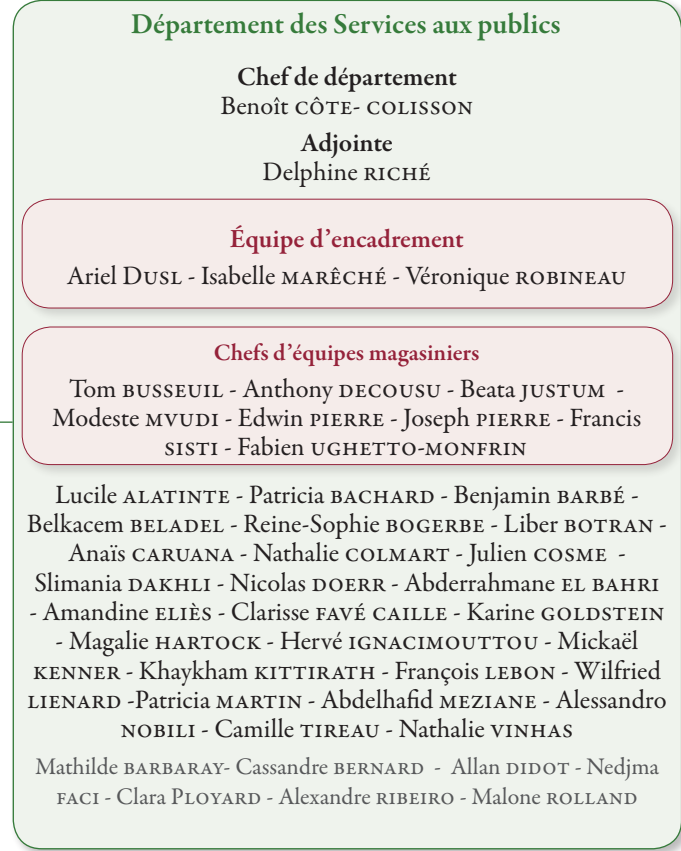 Département des Services aux publics
Chef de département
Benoît CÔTE- COLISSON
Adjointe
Delphine RICHÉ
Équipe d'encadrement
Ariel DUSL - Isabelle MARÊCHÉ - Véronique ROBINEAU
Chefs d'équipes magasiniers
Tom BUSSEUIL - Anthony DECOUSU - Beata JUSTUM -
Modeste MVUDI - Edwin PIERRE - Joseph PIERRE - Francis
SISTI - Fabien UGHETTO-MONFRIN
Lucile ALATINTE - Patricia BACHARD - Benjamin BARBÉ -
Belkacem BELADEL - Reine-Sophie BOGERBE - Liber BOTRAN -
Anaïs CARUANA - Nathalie COLMART - Julien COSME -
Slimania DAKHLI - Nicolas DOERR - Abderrahmane EL BAHRI
- Amandine ELIÈS - Clarisse FAVÉ CAILLE - Karine GOLDSTEIN
- Magalie HARTOCK - Hervé IGNACIMOUTTOU - Mickaël
KENNER - Khaykham KITTIRATH - François LEBON - Wilfried
LIENARD -Patricia MARTIN - Abdelhafid MEZIANE - Alessandro
NOBILI - Camille TIREAU - Nathalie VINHAS
Mathilde BARBARAY- Cassandre BERNARD - Allan DIDOT - Nedjma
FACI - Clara PLOYARD - Alexandre RIBEIRO - Malone ROLLAND